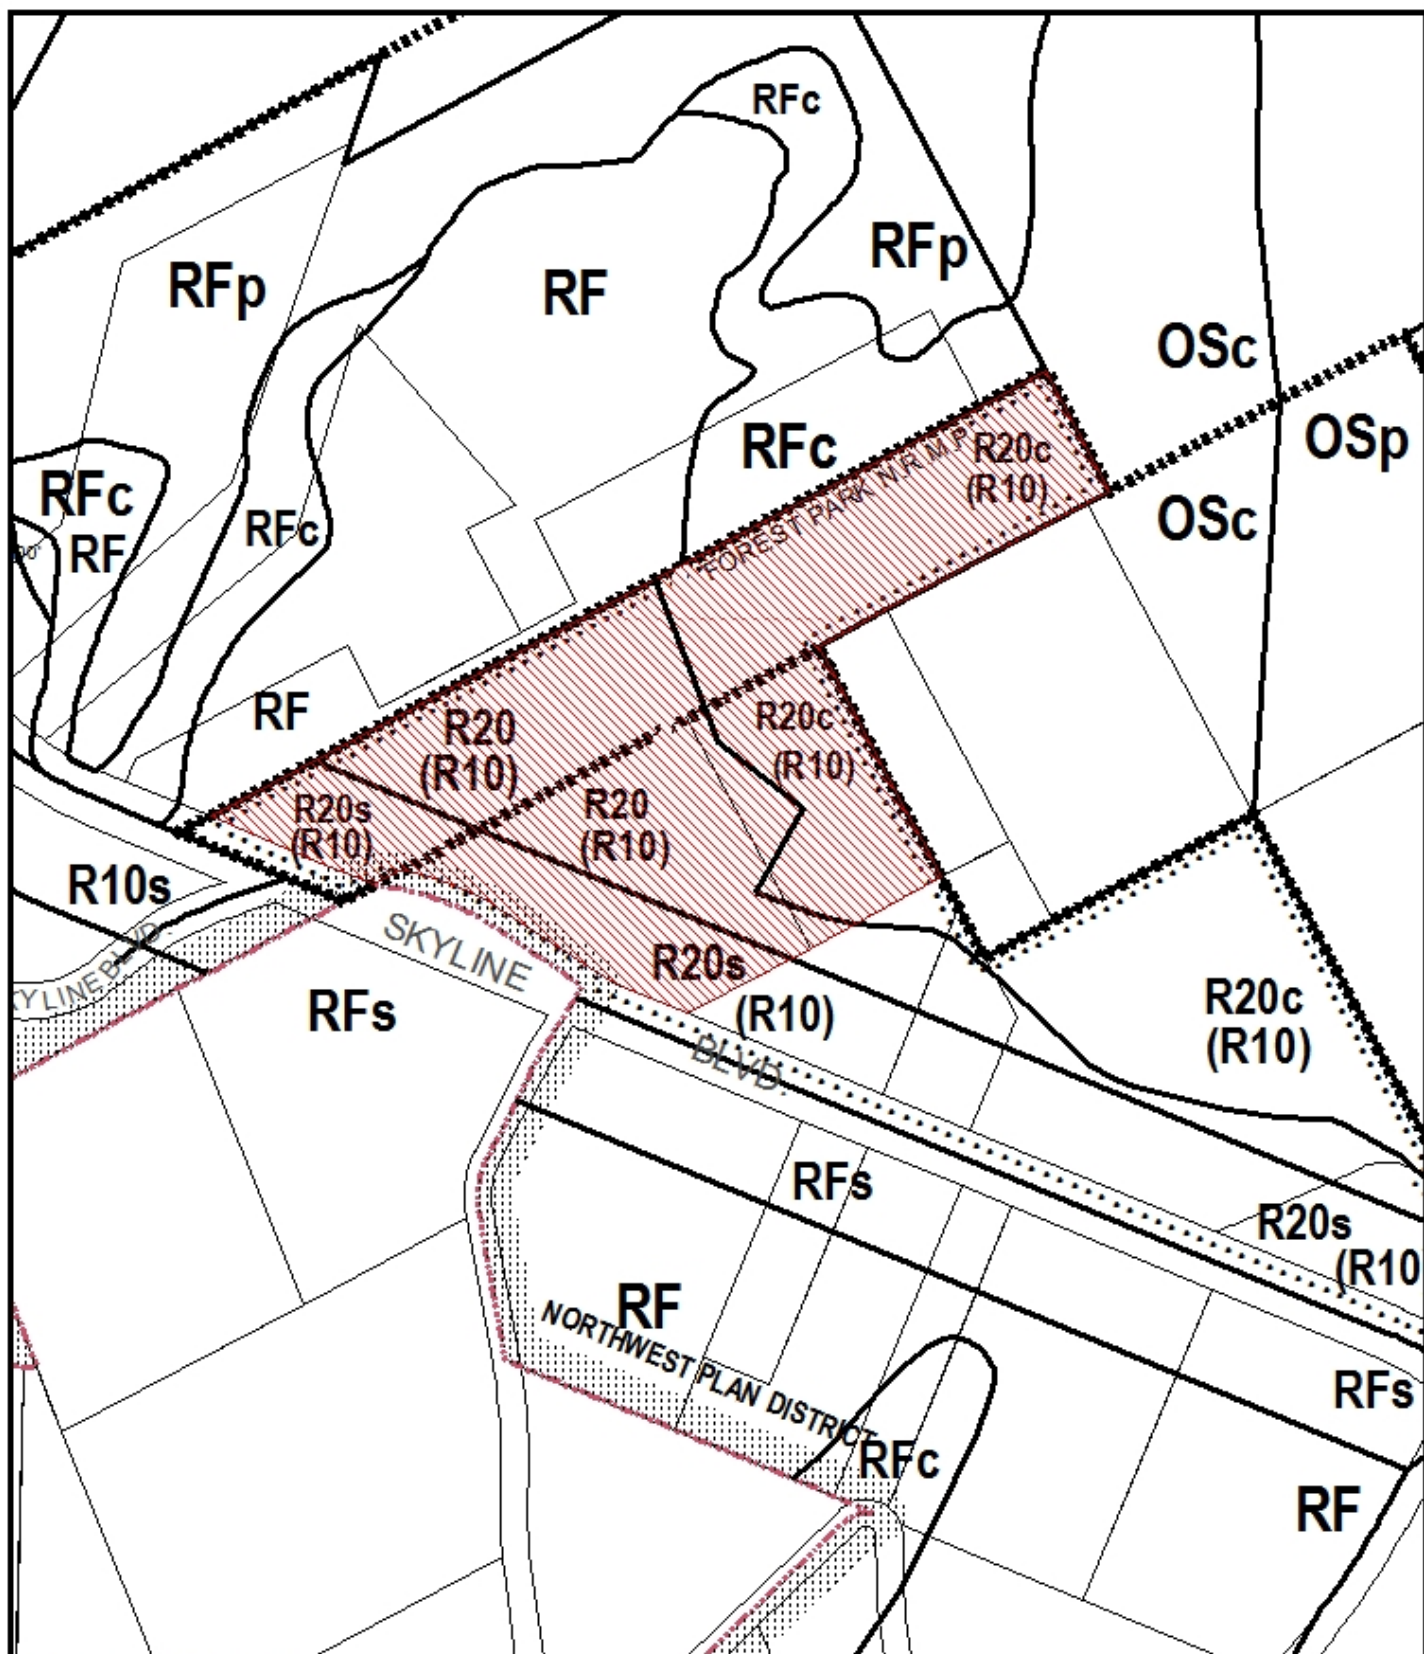 RFc
RFp
RFp
RF
OSc
RFc
R20c
(R10)
OSp
RFc
RFc
RF
OSc
FOREST PARK N.R.M.P.
RF
R20
(R10)
R20c
(R10)
R20s
(R10)
R20
(R10)
R10s
SKYLINE
BLVD.
R20s
(R10)
SKYLINE BLVD.
RFs
R20c
(R10)
RFs
R20s
(R10
RF
NORTHWEST PLAN DISTRICT
RFs
RFc
RF